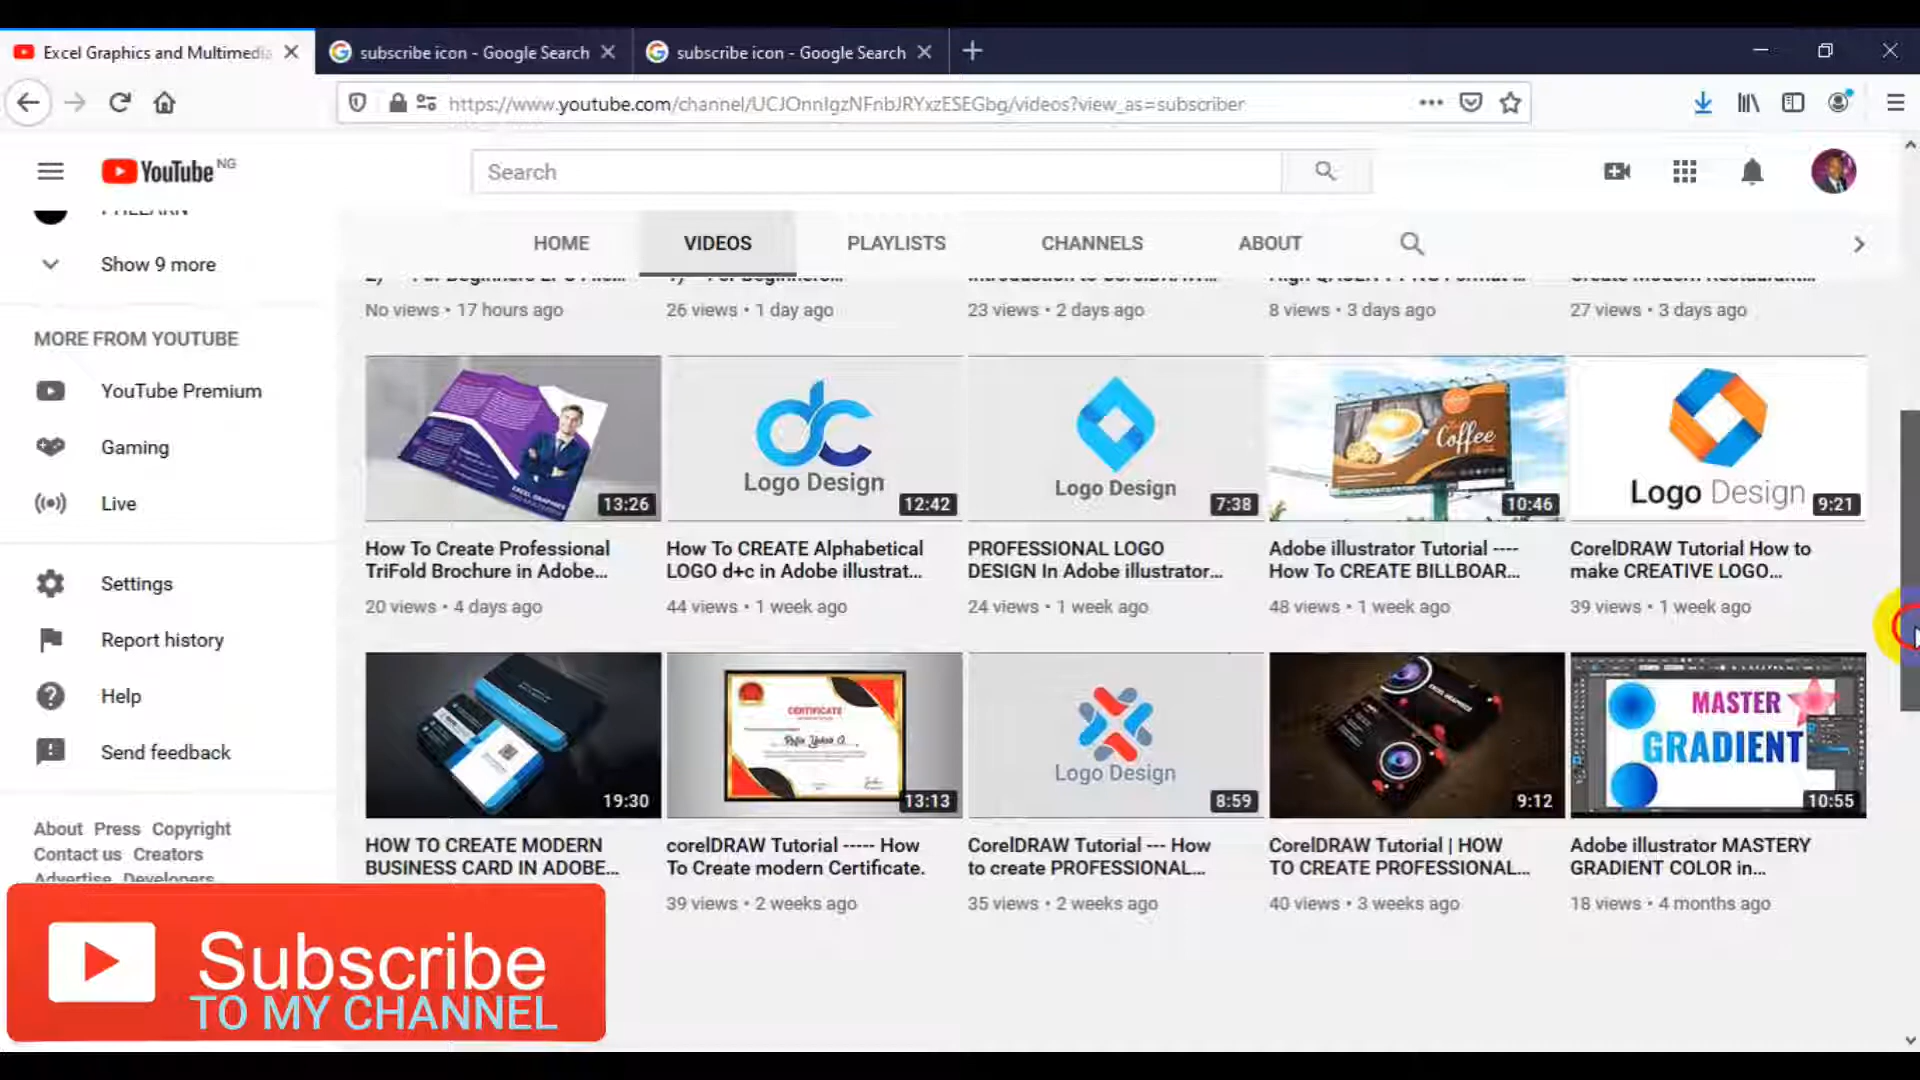 Excel Graphics and Multimedia
subscribe icon - Google Search
subscribe icon - Google Search
https://www.youtube.com/channel/UCJOnnIgzNFnbJRYxzESEGbg/videos?view_as=subscriber
YouTube NG
Search
HOME
VIDEOS
PLAYLISTS
CHANNELS
ABOUT
Show 9 more
No views • 17 hours ago
26 views • 1 day ago
23 views • 2 days ago
8 views • 3 days ago
27 views • 3 days ago
MORE FROM YOUTUBE
YouTube Premium
Gaming
Live
Settings
Report history
Help
Send feedback
About Press Copyright
Contact us Creators
Advertise Developers
13:26
Logo Design
12:42
Logo Design
7:38
Coffee
10:46
Logo Design
9:21
How To Create Professional
TriFold Brochure in Adobe...
20 views • 4 days ago
How To CREATE Alphabetical
LOGO d+c in Adobe illustrat...
44 views • 1 week ago
PROFESSIONAL LOGO
DESIGN In Adobe illustrator...
24 views • 1 week ago
Adobe illustrator Tutorial ----
How To CREATE BILLBOAR...
48 views • 1 week ago
CorelDRAW Tutorial How to
make CREATIVE LOGO...
39 views • 1 week ago
19:30
CERTIFICATE
13:13
Logo Design
8:59
9:12
MASTER
GRADIENT
10:55
HOW TO CREATE MODERN
BUSINESS CARD IN ADOBE...
corelDRAW Tutorial ----- How
To Create modern Certificate.
39 views • 2 weeks ago
CorelDRAW Tutorial --- How
to create PROFESSIONAL...
35 views • 2 weeks ago
CorelDRAW Tutorial | HOW
TO CREATE PROFESSIONAL...
40 views • 3 weeks ago
Adobe illustrator MASTERY
GRADIENT COLOR in...
18 views • 4 months ago
Subscribe
TO MY CHANNEL